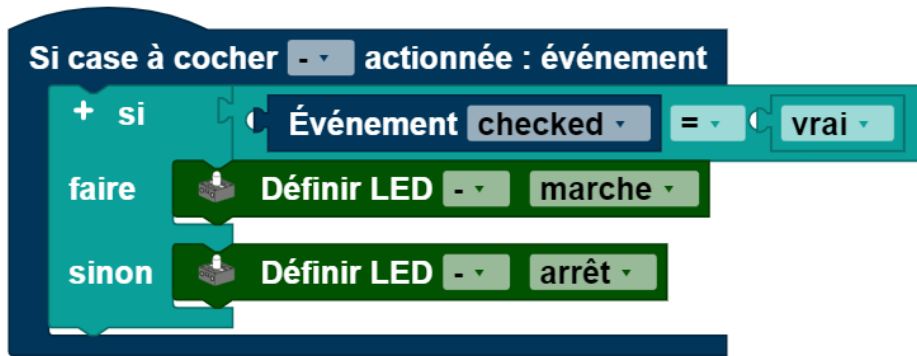 Si case à cocher - actionnée : événement
+ si Événement checked = vrai
faire Définir LED - marche
sinon Définir LED - arrêt